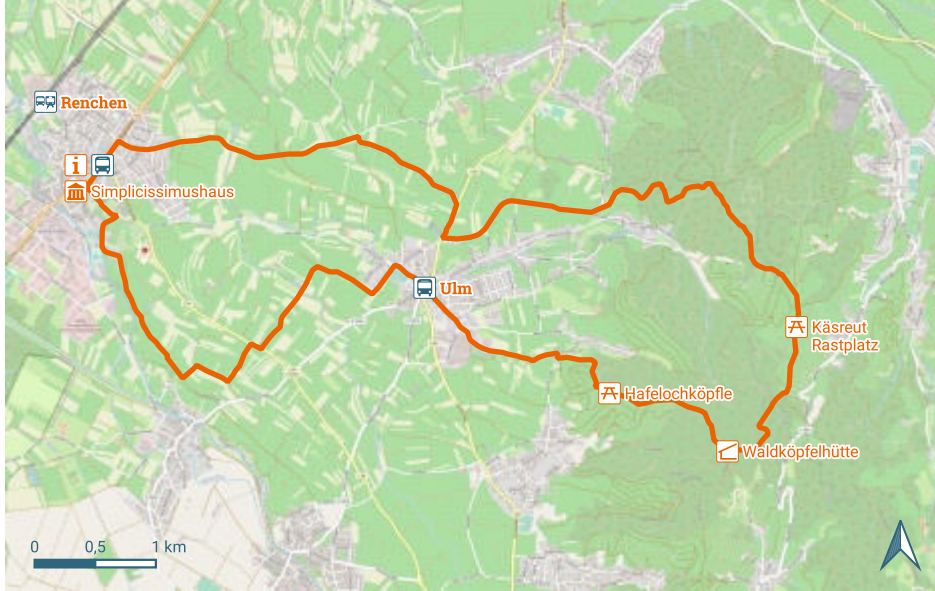 Renchen
i
Simplicissimushaus
Ulm
Käsreut
Rastplatz
Hafelochköpfle
Waldköpfelhütte
0 0,5 1 km